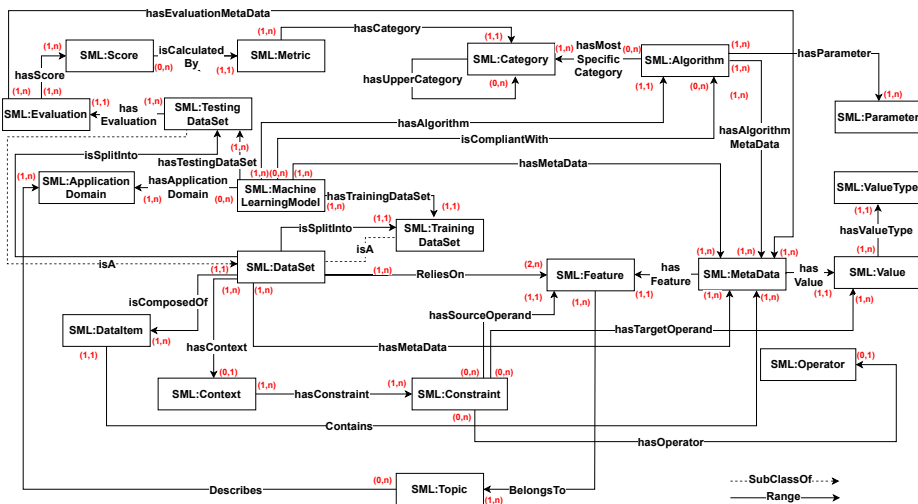 hasEvaluationMetaData
(1,n)
hasCategory
(1,n)
SML:Score
(0,n)
isCalculated
By
(1,n)
SML:Metric
(1,1)
(1,1)
SML:Category
(0,n)
(1,n)
hasMost
Specific
Category
(0,n)
SML:Algorithm
(1,1)
(0,n)
(1,n)
(1,n)
(1,n)
hasParameter
hasUpperCategory
hasScore
(1,n)
(1,n)
SML:Evaluation
(1,1)
has
Evaluation
(1,n)
SML:Testing
DataSet
(1,n)
SML:Parameter
hasAlgorithm
isCompliantWith
hasAlgorithm
MetaData
isSplitInto
hasTestingDataSet
hasMetaData
(1,n)
SML:Application
Domain
hasApplication
Domain
(1,n)
(0,n)
(1,n)
(0,n)
(1,n)
SML:Machine
LearningModel
(1,n)
hasTrainingDataSet
(1,1)
SML:ValueType
(1,1)
isSplitInto
(1,1)
SML:Training
DataSet
isA
hasValueType
isA
(1,1)
SML:DataSet
(1,n)
(1,n)
(1,n)
ReliesOn
(2,n)
SML:Feature
(1,1)
(1,n)
has
Feature
(1,1)
(1,n)
(1,n)
(1,n)
SML:MetaData
(1,n)
(1,n)
has
Value
(1,1)
SML:Value
(1,n)
isComposedOf
SML:DataItem
(1,n)
(1,1)
hasContext
hasSourceOperand
hasTargetOperand
hasMetaData
(0,1)
SML:Context
(1,n)
hasConstraint
(1,n)
(0,n)
(0,n)
SML:Constraint
(0,n)
SML:Operator
(0,1)
Contains
hasOperator
Describes
(0,n)
SML:Topic
(1,n)
BelongsTo
SubClassOf
Range